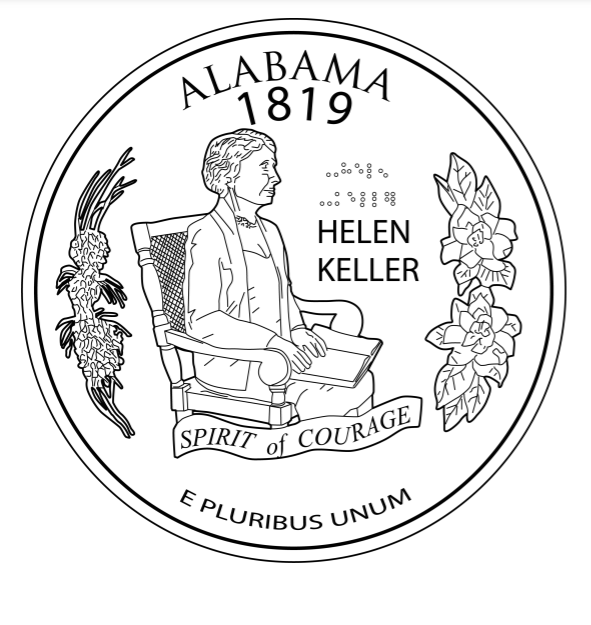 ALABAMA
1819
HELEN
KELLER
SPIRIT of COURAGE
E PLURIBUS UNUM